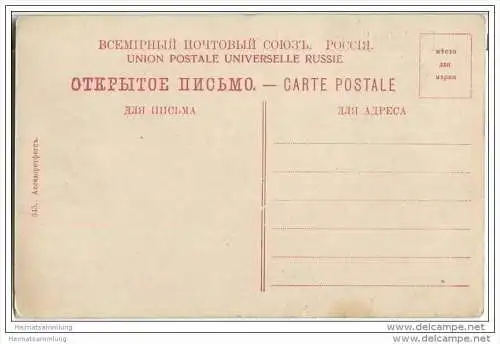 ВСЕМІРНЫЙ ПОЧТОВЫЙ СОЮЗЪ. РОССІЯ.
UNION POSTALE UNIVERSELLE RUSSIE.
ОТКРЫТОЕ ПИСЬМО. — CARTE POSTALE
мѣсто
для
марки
ДЛЯ ПИСЬМА
ДЛЯ АДРЕСА
Heimatsammlung
Heimatsammlung
www.delcampe.net